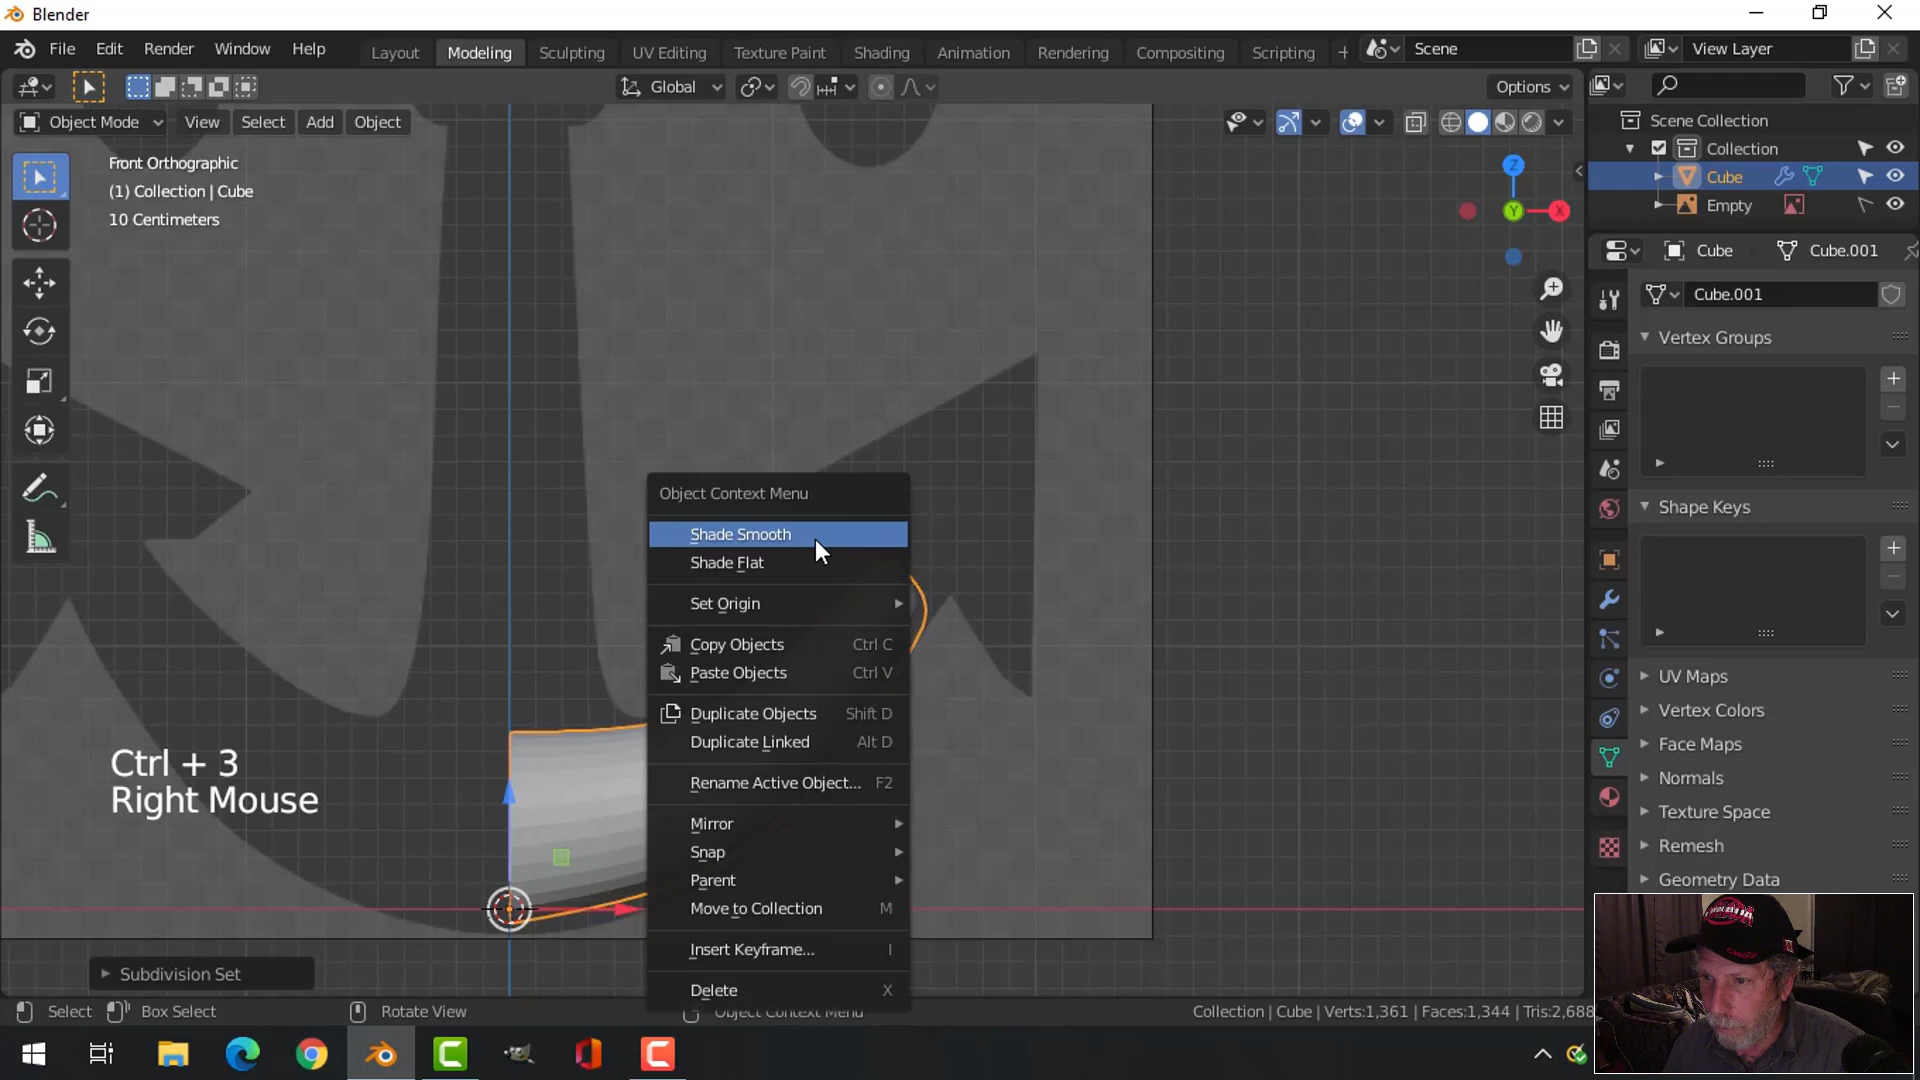 Blender
File Edit Render Window Help
Layout Modeling Sculpting UV Editing Texture Paint Shading Animation Rendering Compositing Scripting +
Scene
View Layer
Global
Options
Object Mode View Select Add Object
Front Orthographic
(1) Collection | Cube
10 Centimeters
Z
Y
X
Scene Collection
Collection
Cube
Empty
Cube Cube.001
Cube.001
Vertex Groups
Shape Keys
UV Maps
Vertex Colors
Face Maps
Normals
Texture Space
Remesh
Geometry Data
Object Context Menu
Shade Smooth
Shade Flat
Set Origin
Copy Objects Ctrl C
Paste Objects Ctrl V
Duplicate Objects Shift D
Duplicate Linked Alt D
Rename Active Object... F2
Mirror
Snap
Parent
Move to Collection M
Insert Keyframe... I
Delete X
Ctrl + 3
Right Mouse
Subdivision Set
Select Box Select Rotate View Object Context Menu
Collection | Cube | Verts:1,361 | Faces:1,344 | Tris:2,688